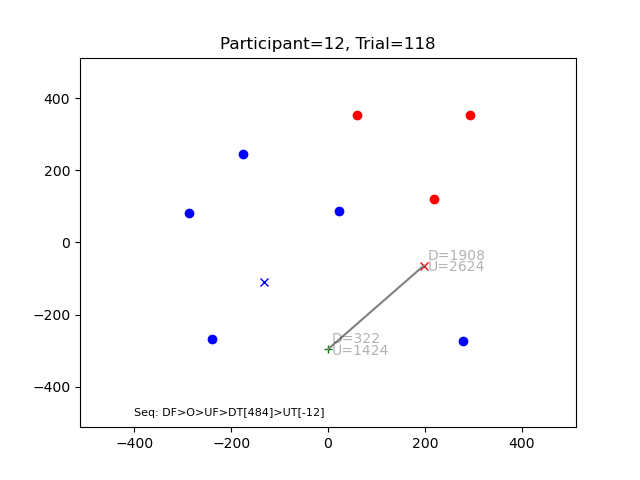 Participant=12, Trial=118
400
200
0
−200
−400
D=1908
U=2624
D=322
U=1424
Seq: DF>O>UF>DT[484]>UT[-12]
−400
−200
0
200
400